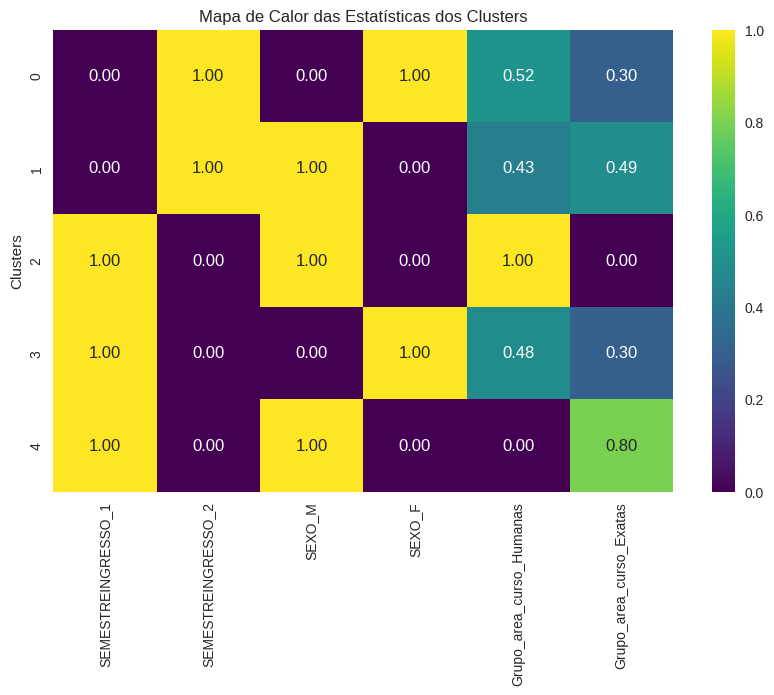 Mapa de Calor das Estatísticas dos Clusters
Clusters
0 0.00 1.00 0.00 1.00 0.52 0.30
1 0.00 1.00 1.00 0.00 0.43 0.49
2 1.00 0.00 1.00 0.00 1.00 0.00
3 1.00 0.00 0.00 1.00 0.48 0.30
4 1.00 0.00 1.00 0.00 0.00 0.80
SEMESTREINGRESSO_1
SEMESTREINGRESSO_2
SEXO_M
SEXO_F
Grupo_area_curso_Humanas
Grupo_area_curso_Exatas
1.0
0.8
0.6
0.4
0.2
0.0